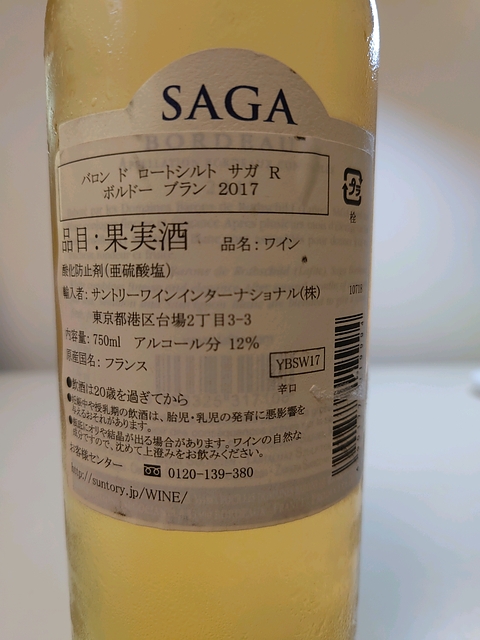 SAGA
BORDEAU
バロン ド ロートシルト サガ R
ボルドー ブラン 2017
プラ
栓
品目:果実酒 品名:ワイン
酸化防止剤(亜硫酸塩)
輸入者:サントリーワインインターナショナル(株)
東京都港区台場2丁目3-3
10716
内容量:750ml アルコール分 12%
原産国名:フランス
YBSW17
辛口
●飲酒は20歳を過ぎてから
●妊娠中や授乳期の飲酒は、胎児・乳児の発育に悪影響を
与えるおそれがあります。
●瓶底にオリや結晶が出る場合があります。ワインの自然な
成分ですので、沈めて上澄みをお飲みください。
お客様センター 0120-139-380
http://suntory.jp/WINE/